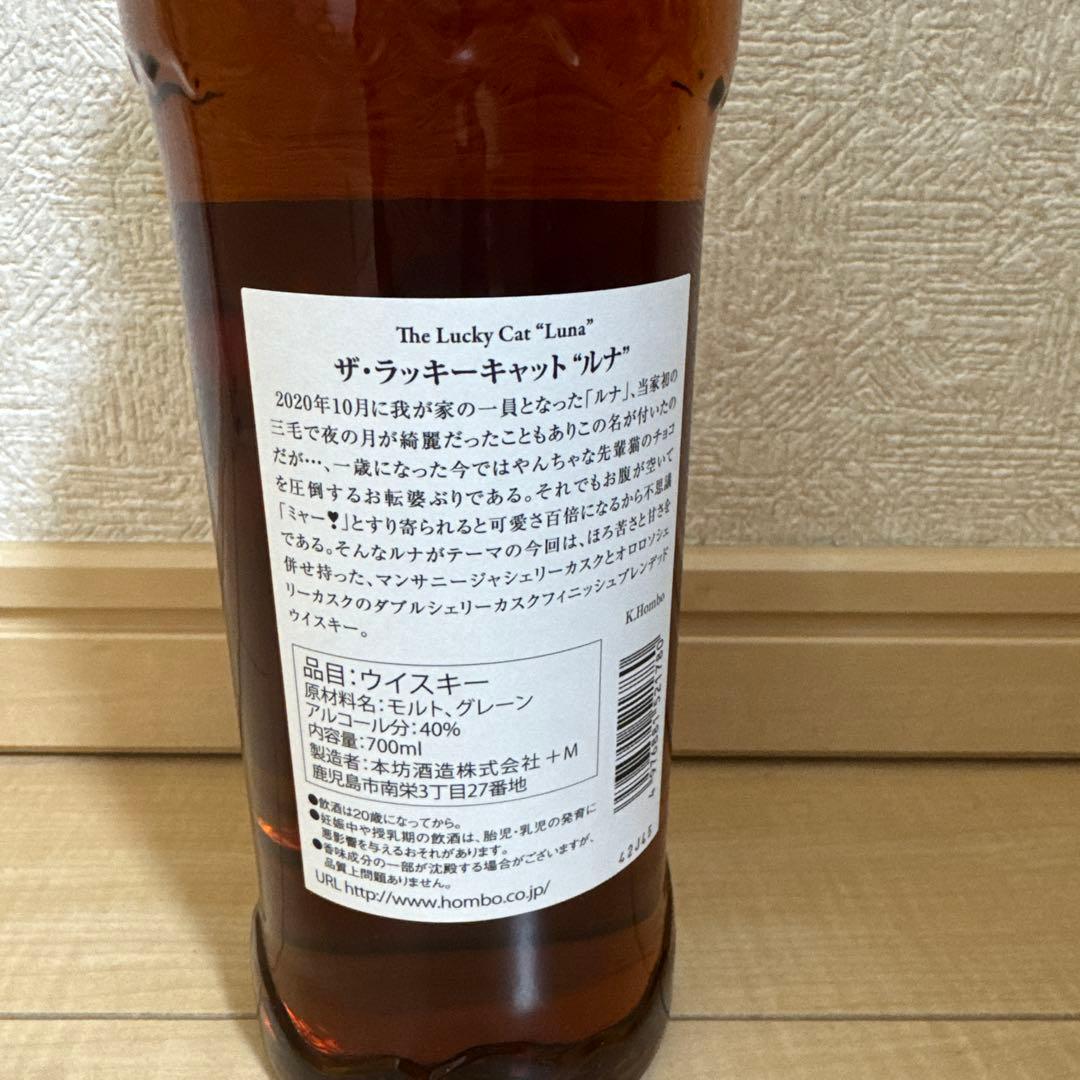 The Lucky Cat “Luna”
ザ・ラッキーキャット“ルナ”
2020年10月に我が家の一員となった「ルナ」、当家初の
三毛で夜の月が綺麗だったこともありこの名が付いたの
だが…、一歳になった今ではやんちゃな先輩猫のチョコ
を圧倒するお転婆ぶりである。それでもお腹が空いて
「ミャー❣」とすり寄られると可愛さ百倍になるから不思議
である。そんなルナがテーマの今回は、ほろ苦さと甘さを
併せ持った、マンサニージャシェリーカスクとオロロソシェ
リーカスクのダブルシェリーカスクフィニッシュブレンデッド
ウイスキー。
K.Hombo
品目：ウイスキー
原材料名：モルト、グレーン
アルコール分：40%
内容量：700ml
製造者：本坊酒造株式会社 +M
鹿児島市南栄3丁目27番地
●飲酒は20歳になってから。
●妊娠中や授乳期の飲酒は、胎児・乳児の発育に
悪影響を与えるおそれがあります。
●香味成分の一部が沈殿する場合がございますが、
品質上問題ありません。
URL http://www.hombo.co.jp/
4 976881 521780